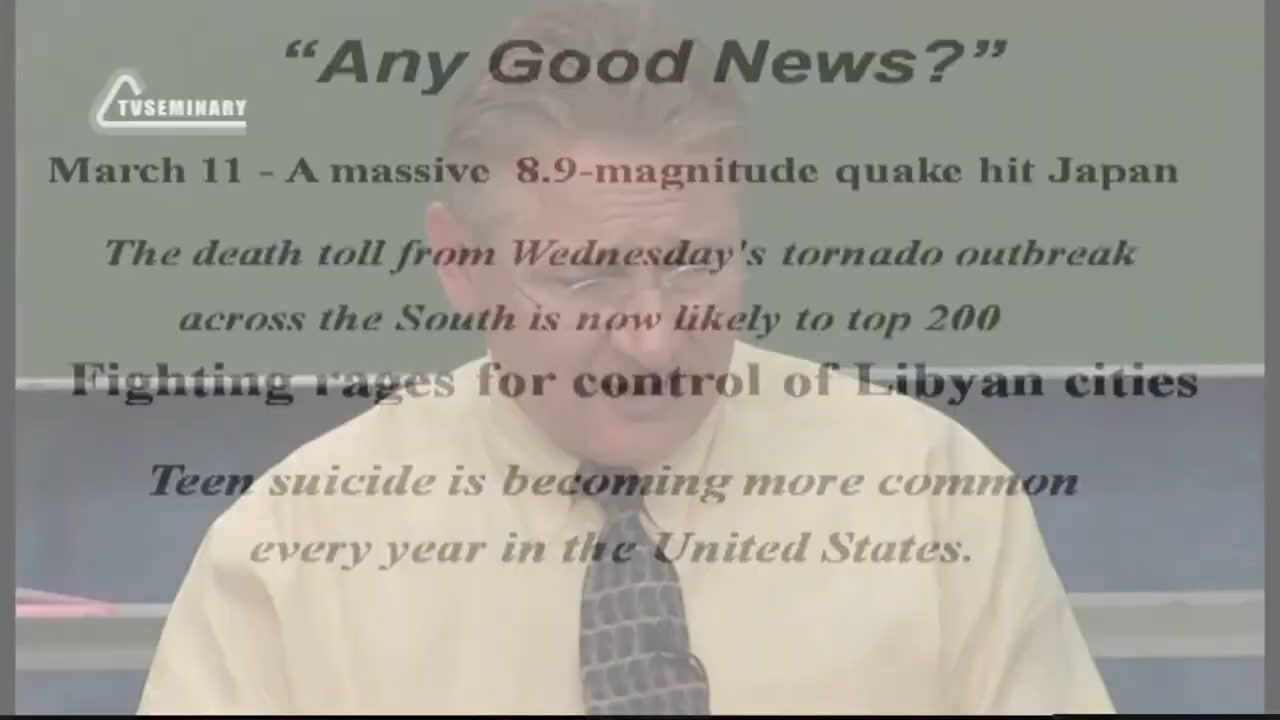 “Any Good News?”
TVSEMINARY
March 11 - A massive 8.9-magnitude quake hit Japan
The death toll from Wednesday's tornado outbreak
across the South is now likely to top 200
Fighting rages for control of Libyan cities
Teen suicide is becoming more common
every year in the United States.